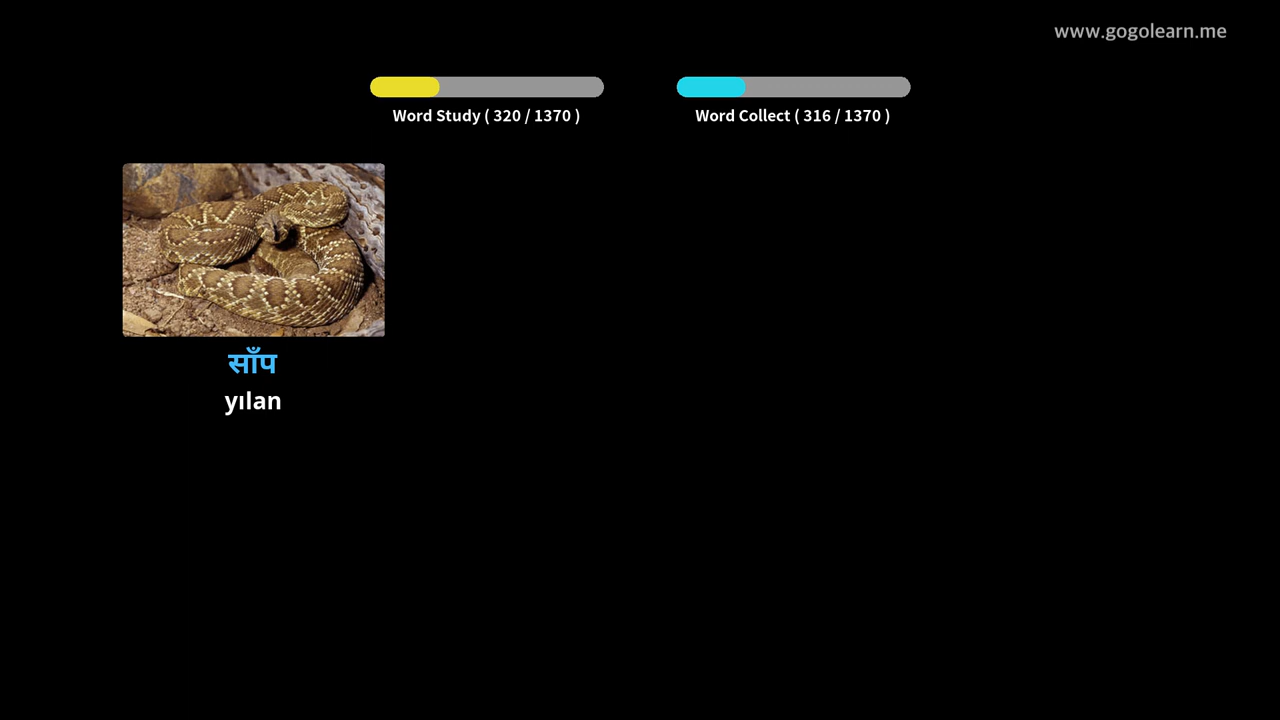 www.gogolearn.me
Word Study ( 320 / 1370 )
Word Collect ( 316 / 1370 )
साँप
yılan